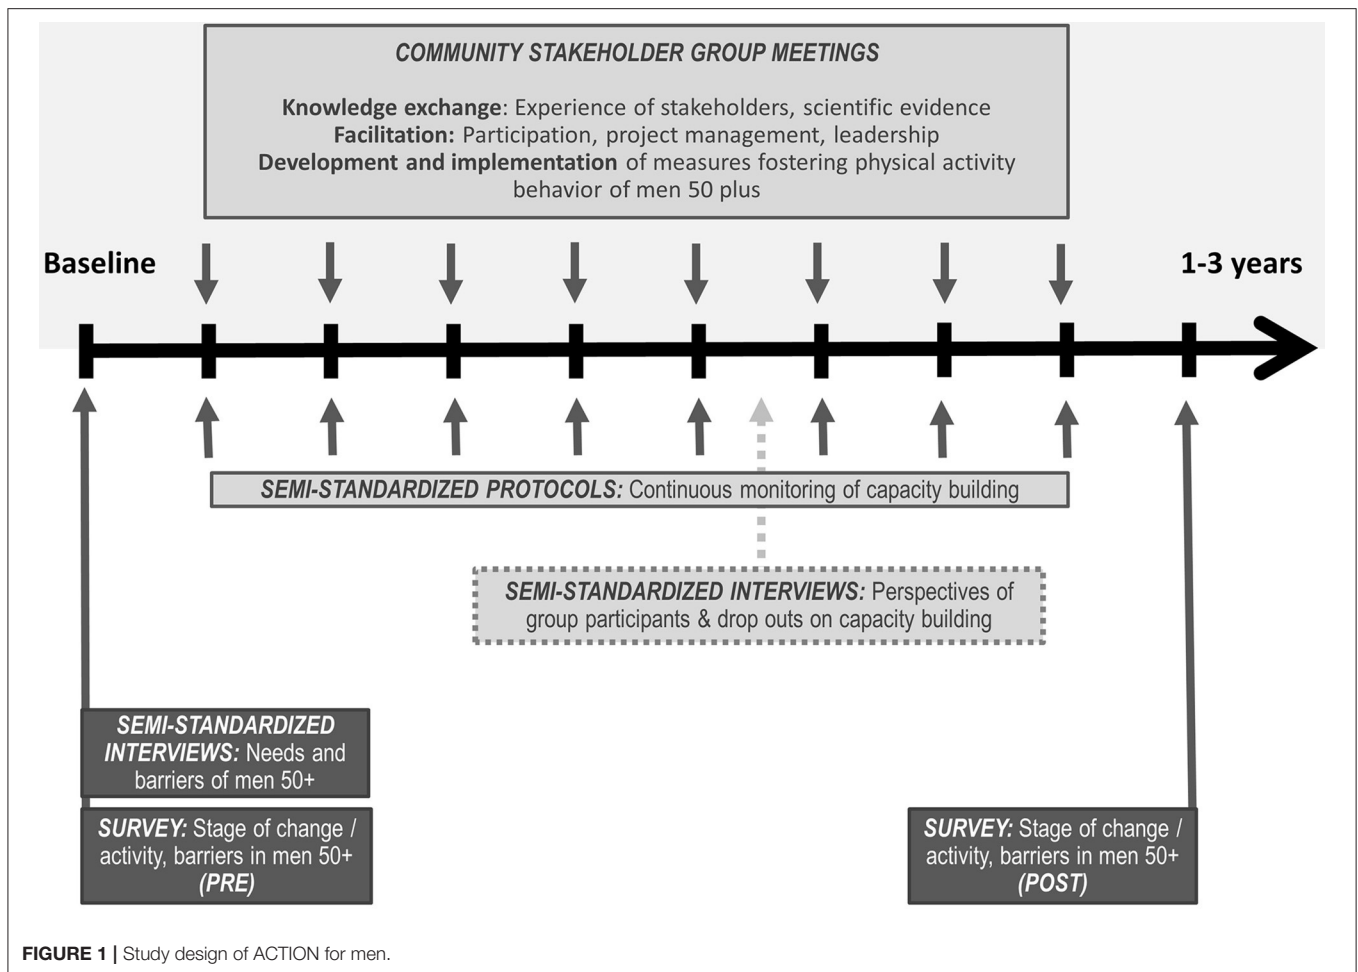 COMMUNITY STAKEHOLDER GROUP MEETINGS
Knowledge exchange: Experience of stakeholders, scientific evidence
Facilitation: Participation, project management, leadership
Development and implementation of measures fostering physical activity
behavior of men 50 plus
Baseline
1-3 years
SEMI-STANDARDIZED PROTOCOLS: Continuous monitoring of capacity building
SEMI-STANDARDIZED INTERVIEWS: Perspectives of
group participants & drop outs on capacity building
SEMI-STANDARDIZED
INTERVIEWS: Needs and
barriers of men 50+
SURVEY: Stage of change /
activity, barriers in men 50+
(PRE)
SURVEY: Stage of change /
activity, barriers in men 50+
(POST)
FIGURE 1 | Study design of ACTION for men.